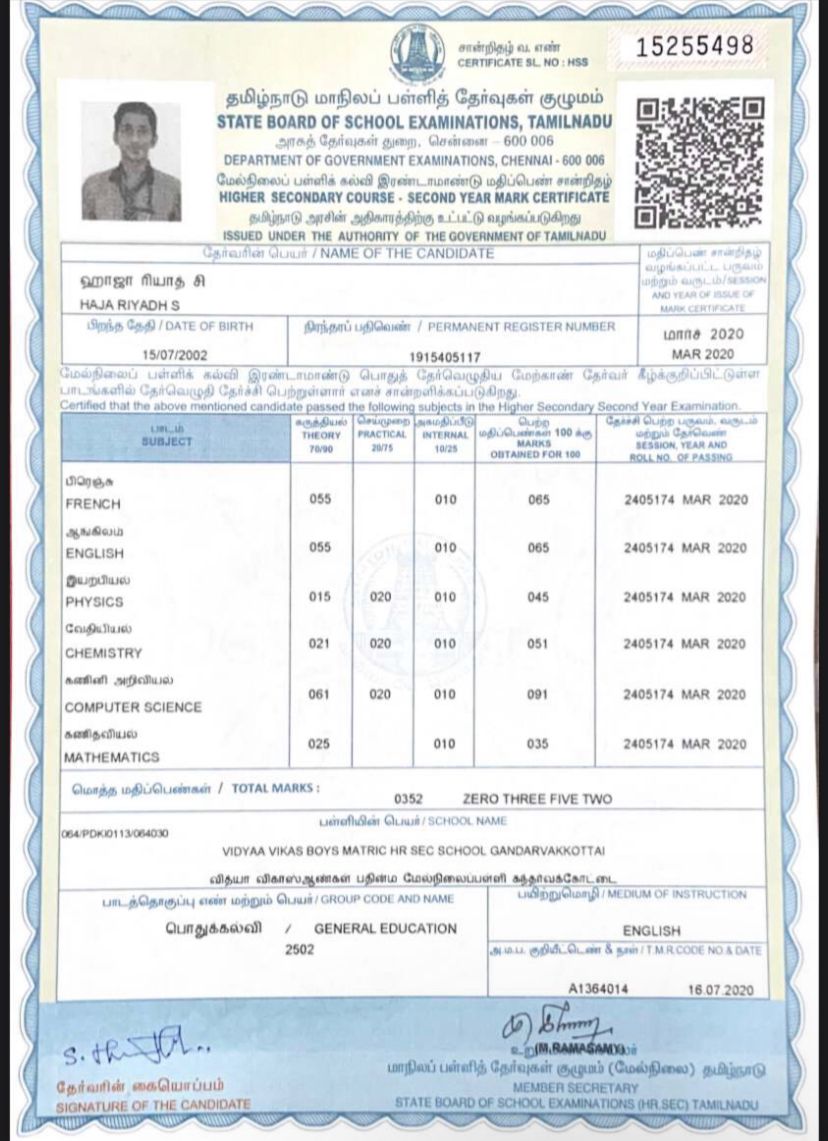 சான்றிதழ் வ. எண்
CERTIFICATE SL. NO : HSS
15255498
தமிழ்நாடு மாநிலப் பள்ளித் தேர்வுகள் குழுமம்
STATE BOARD OF SCHOOL EXAMINATIONS, TAMILNADU
அரசுத் தேர்வுகள் துறை, சென்னை – 600 006
DEPARTMENT OF GOVERNMENT EXAMINATIONS, CHENNAI - 600 006
மேல்நிலைப் பள்ளிக் கல்வி இரண்டாமாண்டு மதிப்பெண் சான்றிதழ்
HIGHER SECONDARY COURSE - SECOND YEAR MARK CERTIFICATE
தமிழ்நாடு அரசின் அதிகாரத்திற்கு உட்பட்டு வழங்கப்படுகிறது
ISSUED UNDER THE AUTHORITY OF THE GOVERNMENT OF TAMILNADU
தேர்வரின் பெயர் / NAME OF THE CANDIDATE
ஹாஜா ரியாத் சி
HAJA RIYADH S
மதிப்பெண் சான்றிதழ்
வழங்கப்பட்ட பருவம்
மற்றும் வருடம்/SESSION
AND YEAR OF ISSUE OF
MARK CERTIFICATE
பிறந்த தேதி / DATE OF BIRTH
நிரந்தரப் பதிவெண் / PERMANENT REGISTER NUMBER
மார்ச் 2020
15/07/2002
1915405117
MAR 2020
மேல்நிலைப் பள்ளிக் கல்வி இரண்டாமாண்டு பொதுத் தேர்வெழுதிய மேற்காண் தேர்வர் கீழ்க்குறிப்பிட்டுள்ள
பாடங்களில் தேர்வெழுதி தேர்ச்சி பெற்றுள்ளார் எனச் சான்றளிக்கப்படுகிறது.
Certified that the above mentioned candidate passed the following subjects in the Higher Secondary Second Year Examination.
பாடம்
SUBJECT
கருத்தியல்
THEORY
70/90
செய்முறை
PRACTICAL
20/75
அகமதிப்பீடு
INTERNAL
10/25
பெற்ற
மதிப்பெண்கள் 100 க்கு
MARKS
OBTAINED FOR 100
தேர்ச்சி பெற்ற பருவம், வருடம்
மற்றும் தேர்வெண்
SESSION, YEAR AND
ROLL NO. OF PASSING
பிரெஞ்சு
FRENCH 055 010 065 2405174 MAR 2020
ஆங்கிலம்
ENGLISH 055 010 065 2405174 MAR 2020
இயற்பியல்
PHYSICS 015 020 010 045 2405174 MAR 2020
வேதியியல்
CHEMISTRY 021 020 010 051 2405174 MAR 2020
கணினி அறிவியல்
COMPUTER SCIENCE 061 020 010 091 2405174 MAR 2020
கணிதவியல்
MATHEMATICS 025 010 035 2405174 MAR 2020
மொத்த மதிப்பெண்கள் / TOTAL MARKS :
0352 ZERO THREE FIVE TWO
பள்ளியின் பெயர் / SCHOOL NAME
064/PDKI0113/064030
VIDYAA VIKAS BOYS MATRIC HR SEC SCHOOL GANDARVAKKOTTAI
வித்யா விகாஸ்ஆண்கள் பதின்ம மேல்நிலைப்பள்ளி கந்தர்வக்கோட்டை
பாடத்தொகுப்பு எண் மற்றும் பெயர் / GROUP CODE AND NAME
பொதுக்கல்வி / GENERAL EDUCATION
2502
பயிற்றுமொழி / MEDIUM OF INSTRUCTION
ENGLISH
அ.ம.ப. குறியீட்டெண் & நாள் / T.M.R.CODE NO.& DATE
A1364014 16.07.2020
தேர்வரின் கையொப்பம்
SIGNATURE OF THE CANDIDATE
(M.RAMASAMY)
மாநிலப் பள்ளித் தேர்வுகள் குழுமம் (மேல்நிலை) தமிழ்நாடு
MEMBER SECRETARY
STATE BOARD OF SCHOOL EXAMINATIONS (HR.SEC) TAMILNADU